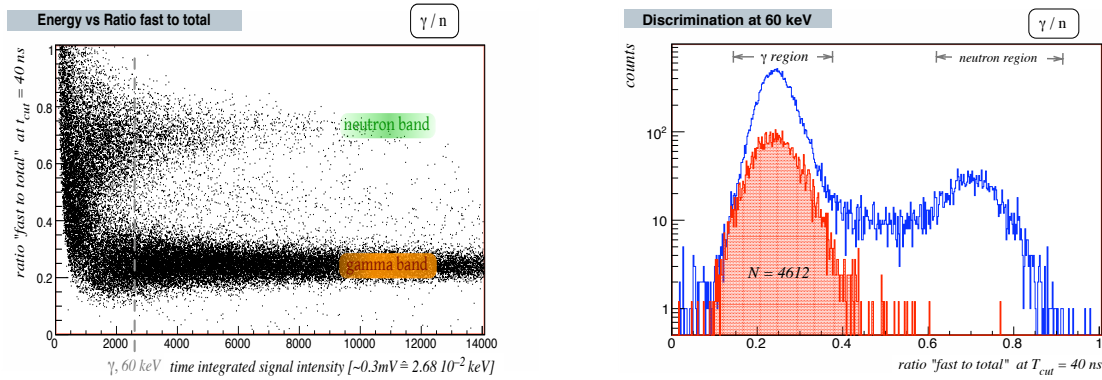 Energy vs Ratio fast to total
γ / n
ratio "fast to total" at t_cut = 40 ns
1
0.8
0.6
0.4
0.2
0
neutron band
gamma band
0 2000 4000 6000 8000 10000 12000 14000
γ, 60 keV time integrated signal intensity [~0.3mV ≙ 2.68 10⁻² keV]
Discrimination at 60 keV
γ / n
counts
γ region
neutron region
10²
10
1
N = 4612
0 0.2 0.4 0.6 0.8 1
ratio "fast to total" at T_cut = 40 ns